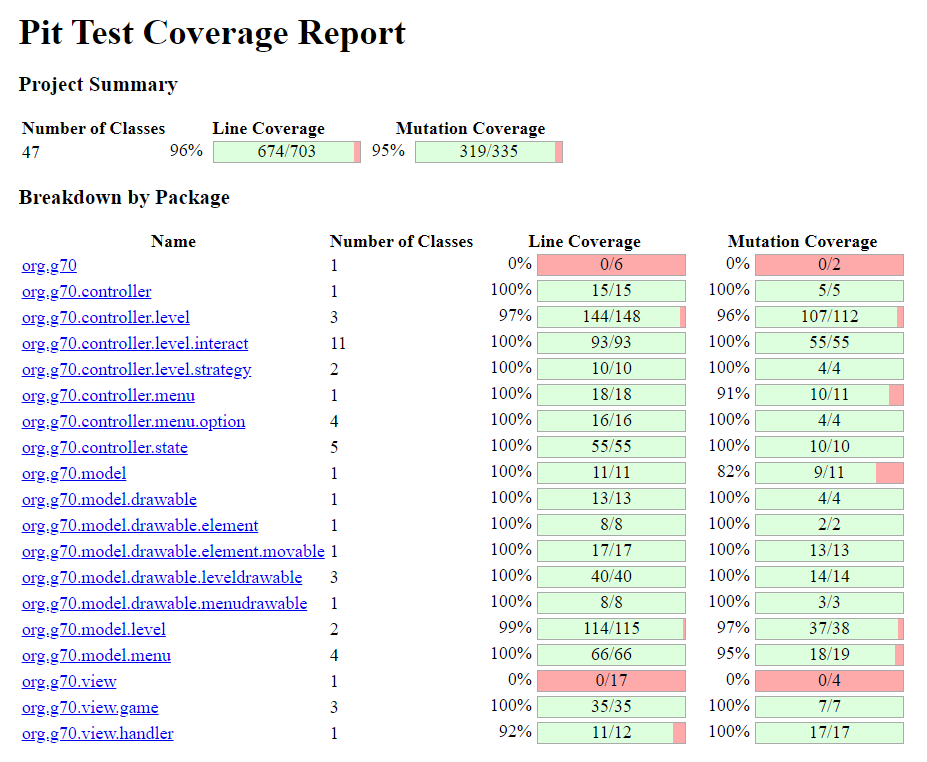 Pit Test Coverage Report
Project Summary
Number of Classes Line Coverage Mutation Coverage
47 96% 674/703 95% 319/335
Breakdown by Package
Name Number of Classes Line Coverage Mutation Coverage
org.g70 1 0% 0/6 0% 0/2
org.g70.controller 1 100% 15/15 100% 5/5
org.g70.controller.level 3 97% 144/148 96% 107/112
org.g70.controller.level.interact 11 100% 93/93 100% 55/55
org.g70.controller.level.strategy 2 100% 10/10 100% 4/4
org.g70.controller.menu 1 100% 18/18 91% 10/11
org.g70.controller.menu.option 4 100% 16/16 100% 4/4
org.g70.controller.state 5 100% 55/55 100% 10/10
org.g70.model 1 100% 11/11 82% 9/11
org.g70.model.drawable 1 100% 13/13 100% 4/4
org.g70.model.drawable.element 1 100% 8/8 100% 2/2
org.g70.model.drawable.element.movable 1 100% 17/17 100% 13/13
org.g70.model.drawable.leveldrawable 3 100% 40/40 100% 14/14
org.g70.model.drawable.menudrawable 1 100% 8/8 100% 3/3
org.g70.model.level 2 99% 114/115 97% 37/38
org.g70.model.menu 4 100% 66/66 95% 18/19
org.g70.view 1 0% 0/17 0% 0/4
org.g70.view.game 3 100% 35/35 100% 7/7
org.g70.view.handler 1 92% 11/12 100% 17/17